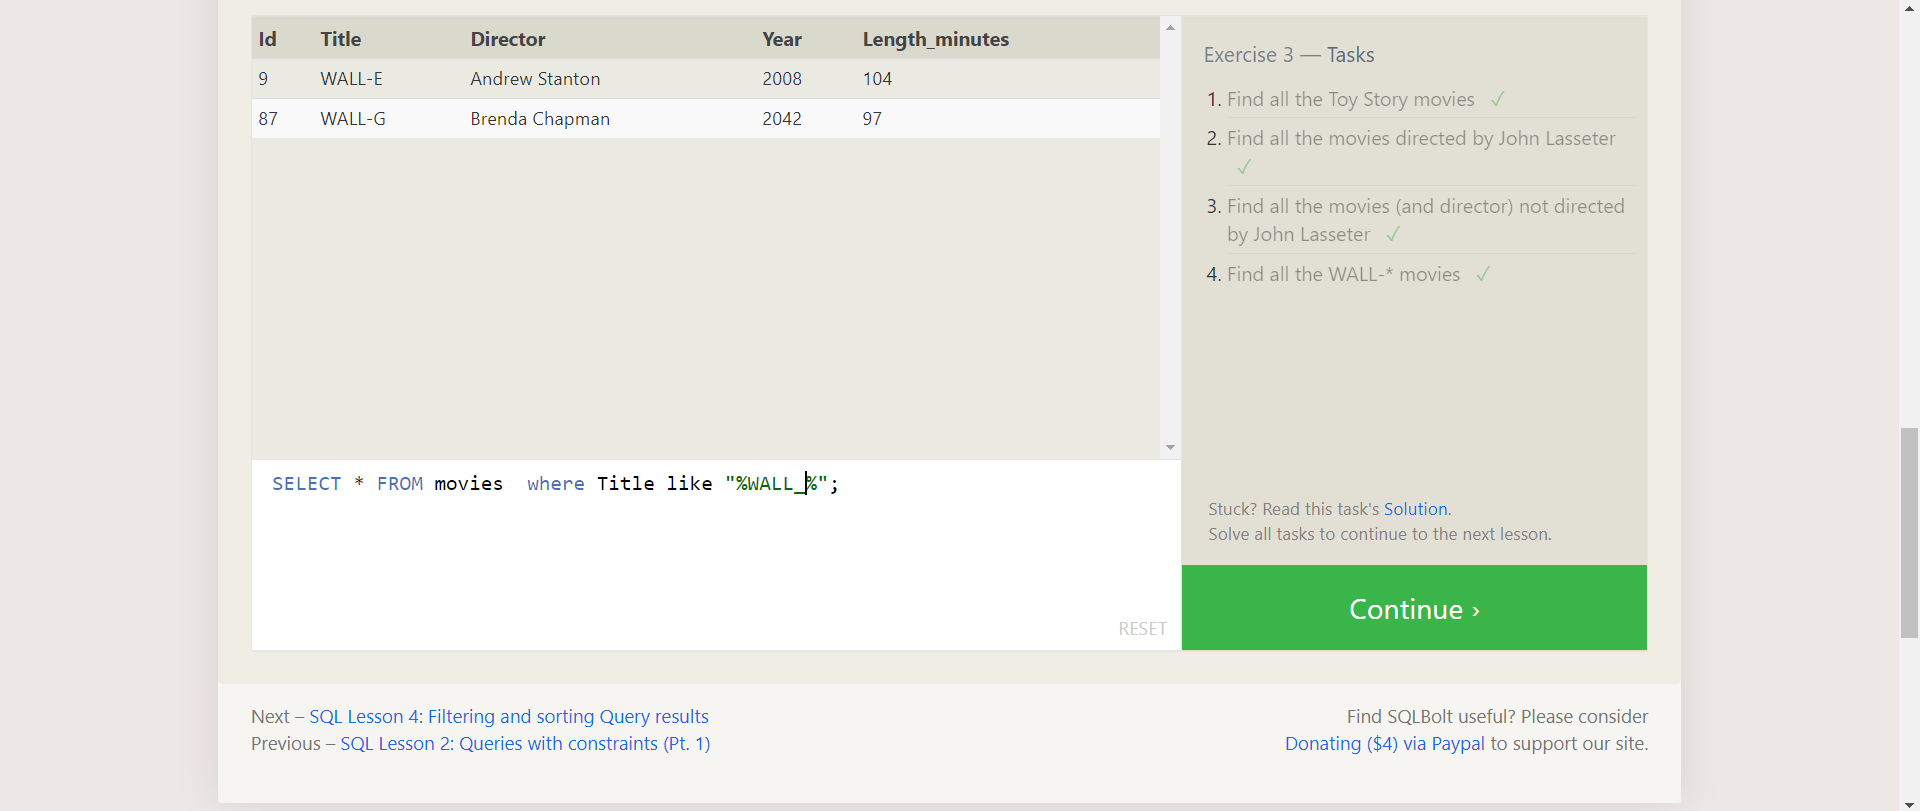 Id Title Director Year Length_minutes
9 WALL-E Andrew Stanton 2008 104
87 WALL-G Brenda Chapman 2042 97
SELECT * FROM movies  where Title like "%WALL_%";
RESET
Exercise 3 — Tasks
1. Find all the Toy Story movies ✓
2. Find all the movies directed by John Lasseter
✓
3. Find all the movies (and director) not directed
by John Lasseter ✓
4. Find all the WALL-* movies ✓
Stuck? Read this task's Solution.
Solve all tasks to continue to the next lesson.
Continue ›
Next – SQL Lesson 4: Filtering and sorting Query results
Previous – SQL Lesson 2: Queries with constraints (Pt. 1)
Find SQLBolt useful? Please consider
Donating ($4) via Paypal to support our site.